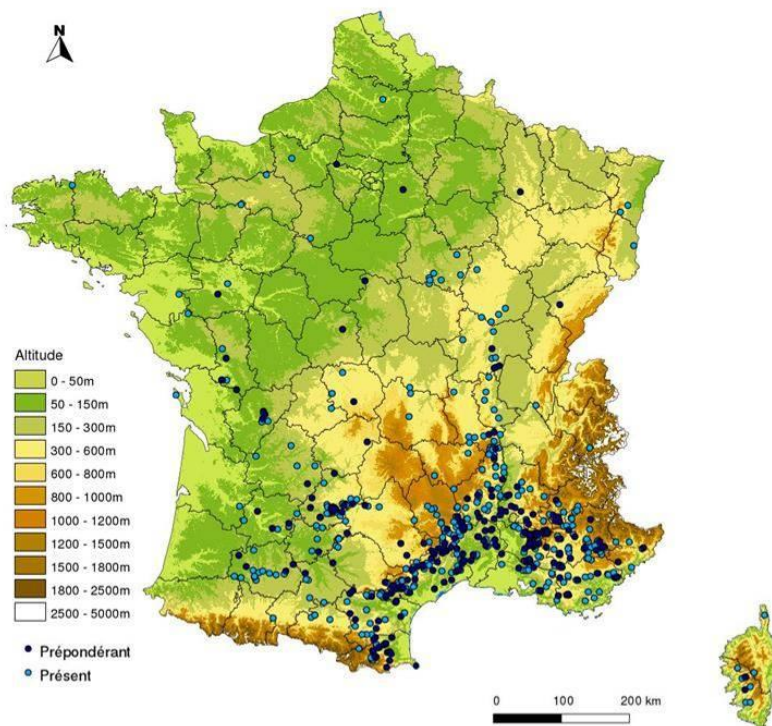 N
Altitude
0 - 50m
50 - 150m
150 - 300m
300 - 600m
600 - 800m
800 - 1000m
1000 - 1200m
1200 - 1500m
1500 - 1800m
1800 - 2500m
2500 - 5000m
Prépondérant
Présent
0 100 200 km